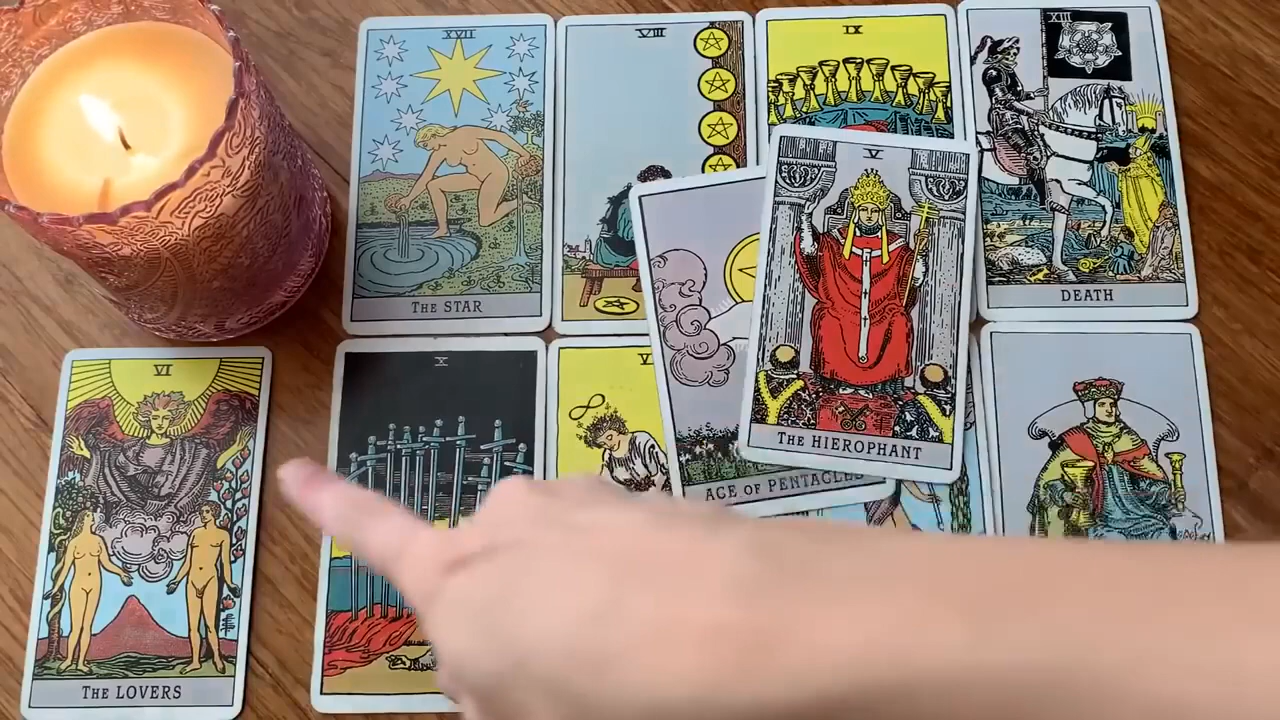 XVII
THE STAR
VIII
IX
XIII
DEATH
V
THE HIEROPHANT
ACE OF PENTACLES
VI
THE LOVERS
X